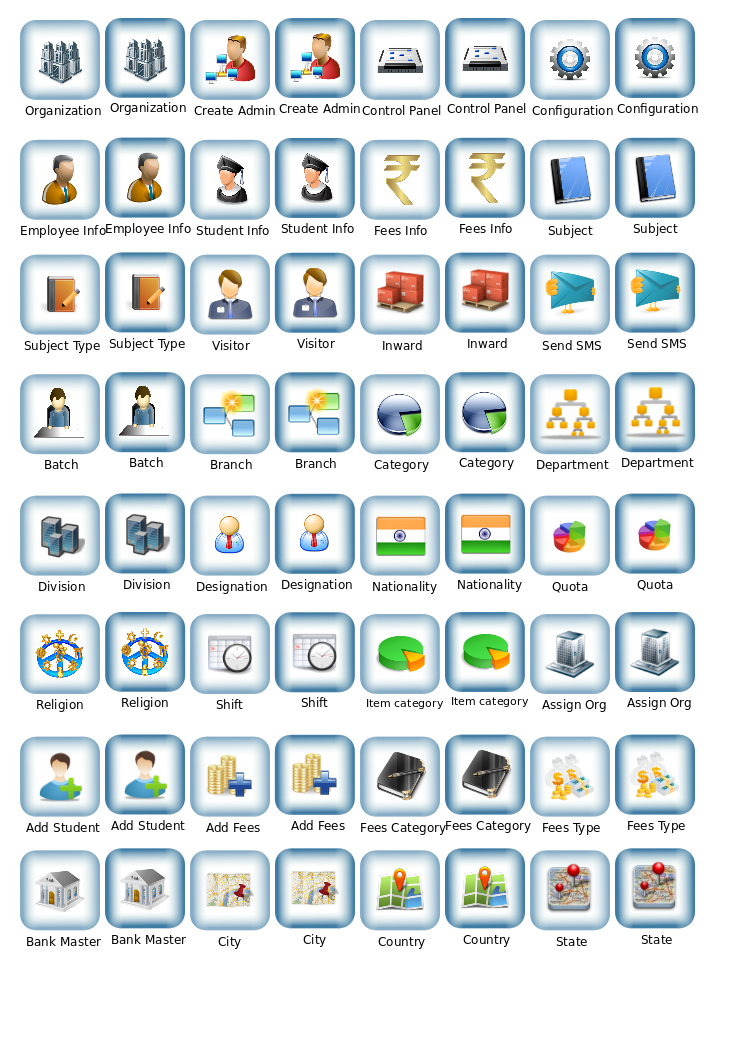 Organization Organization Create Admin Create Admin Control Panel Control Panel Configuration Configuration
Employee Info Employee Info Student Info Student Info Fees Info Fees Info Subject Subject
Subject Type Subject Type Visitor Visitor Inward Inward Send SMS Send SMS
Batch Batch Branch Branch Category Category Department Department
Division Division Designation Designation Nationality Nationality Quota Quota
Religion Religion Shift Shift Item category Item category Assign Org Assign Org
Add Student Add Student Add Fees Add Fees Fees Category Fees Category Fees Type Fees Type
Bank Master Bank Master City City Country Country State State